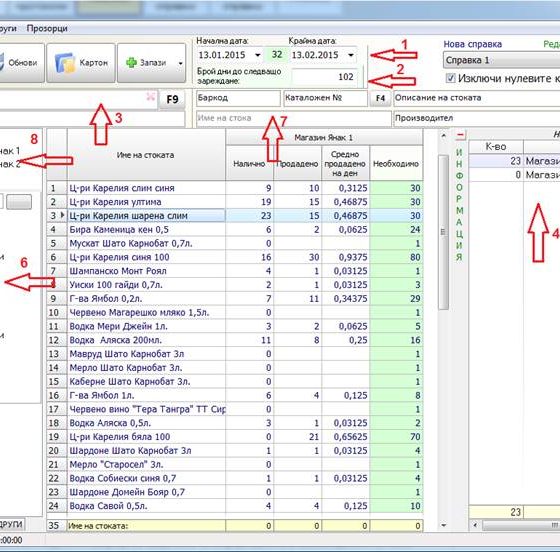 руги Прозорци
Обнови
Картон
Запази
Начална дата:
Крайна дата:
13.01.2015
32
13.02.2015
1
Брой дни до следващо
зареждане:
102
2
Нова справка
Реда
Справка 1
Изключи нулевите к
3
F9
Баркод
Каталожен №
F4
Описание на стоката
Име на стока
Производител
7
8
нак 1
нак 2
6
ДРУГИ
:00:00
Име на стоката
Магазин Янак 1
Налично
Продадено
Средно
продадено
на ден
Необходимо
1 Ц-ри Карелия слим синя 9 10 0,3125 30
2 Ц-ри Карелия ултима 19 15 0,46875 30
3 Ц-ри Карелия шарена слим 23 15 0,46875 30
4 Бира Каменица кен 0,5 6 2 0,0625 24
5 Мускат Шато Карнобат 0,7л. 0 1
6 Ц-ри Карелия синя 100 16 30 0,9375 80
7 Шампанско Монт Роял 4 1 0,03125 1
8 Уиски 100 гайди 0,7л. 2 1 0,03125 3
9 Г-ва Ямбол 0,2л. 7 11 0,34375 29
10 Червено Магарешко мляко 1,5л. 0 1
11 Водка Мери Джейн 1л. 3 2 0,0625 5
12 Водка Аляска 200мл. 11 8 0,25 16
13 Мавруд Шато Карнобат 3л 0 1
14 Мерло Шато Карнобат 3л. 0 1
15 Каберне Шато Карнобат 3л. 0 1
16 Г-ва Ямбол 1л. 6 4 0,125 8
17 Червено вино "Тера Тангра" ТТ Сир 0 1
18 Водка Аляска 0,5л. 3 1 0,03125 2
19 Ц-ри Карелия бяла 100 0 21 0,65625 70
20 Шардоне Шато Карнобат 3л 1 1 0,03125 4
21 Мерло "Старосел" 3л. 0 1
22 Водка Собиески синя 0,7 1 1 0,03125 4
23 Шардоне Домейн Бояр 0,7 0 1
24 Водка Савой 0,5л. 4 4 0,125 10
35 Име на стоката: 0 0 0 0
ИНФОРМАЦИЯ
К-во
Н
23 Магази
0 Магази
4
23